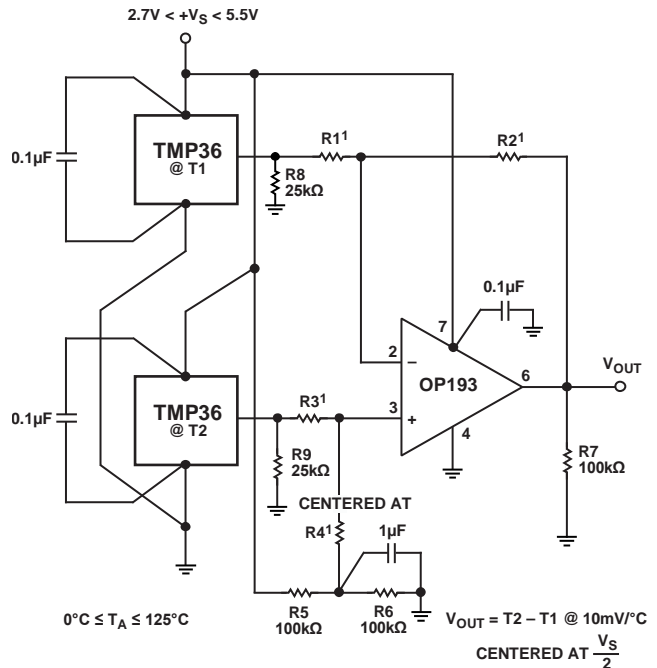 2.7V < +VS < 5.5V
0.1µF
TMP36
@ T1
R1¹
R2¹
R8
25kΩ
0.1µF
7
2
–
OP193
6
VOUT
3
+
4
0.1µF
TMP36
@ T2
R3¹
R9
25kΩ
R7
100kΩ
CENTERED AT
R4¹
1µF
R5
100kΩ
R6
100kΩ
0°C ≤ TA ≤ 125°C
VOUT = T2 – T1 @ 10mV/°C
CENTERED AT VS/2